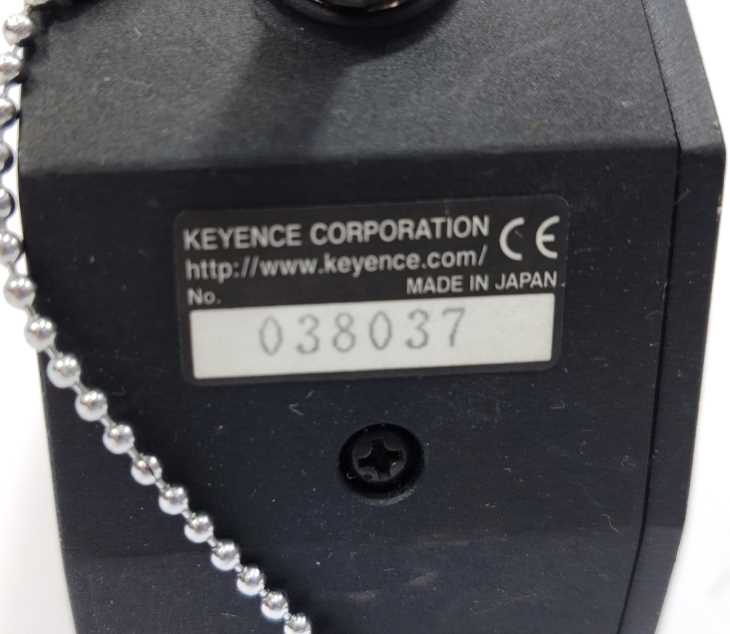 KEYENCE CORPORATION CE
http://www.keyence.com/
No. MADE IN JAPAN
038037